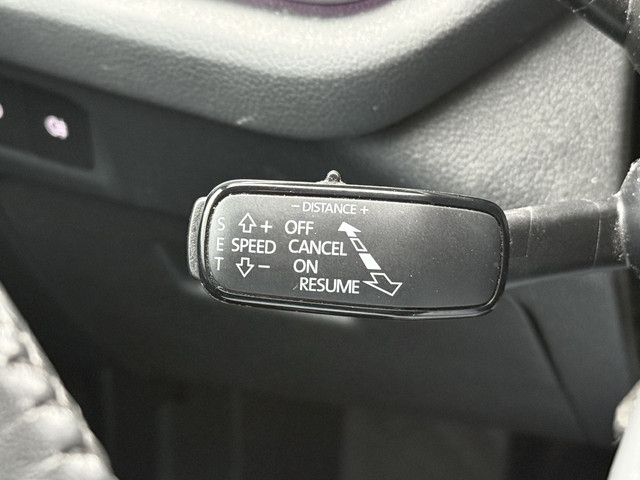 - DISTANCE +
S + OFF
E SPEED CANCEL
T - ON
RESUME